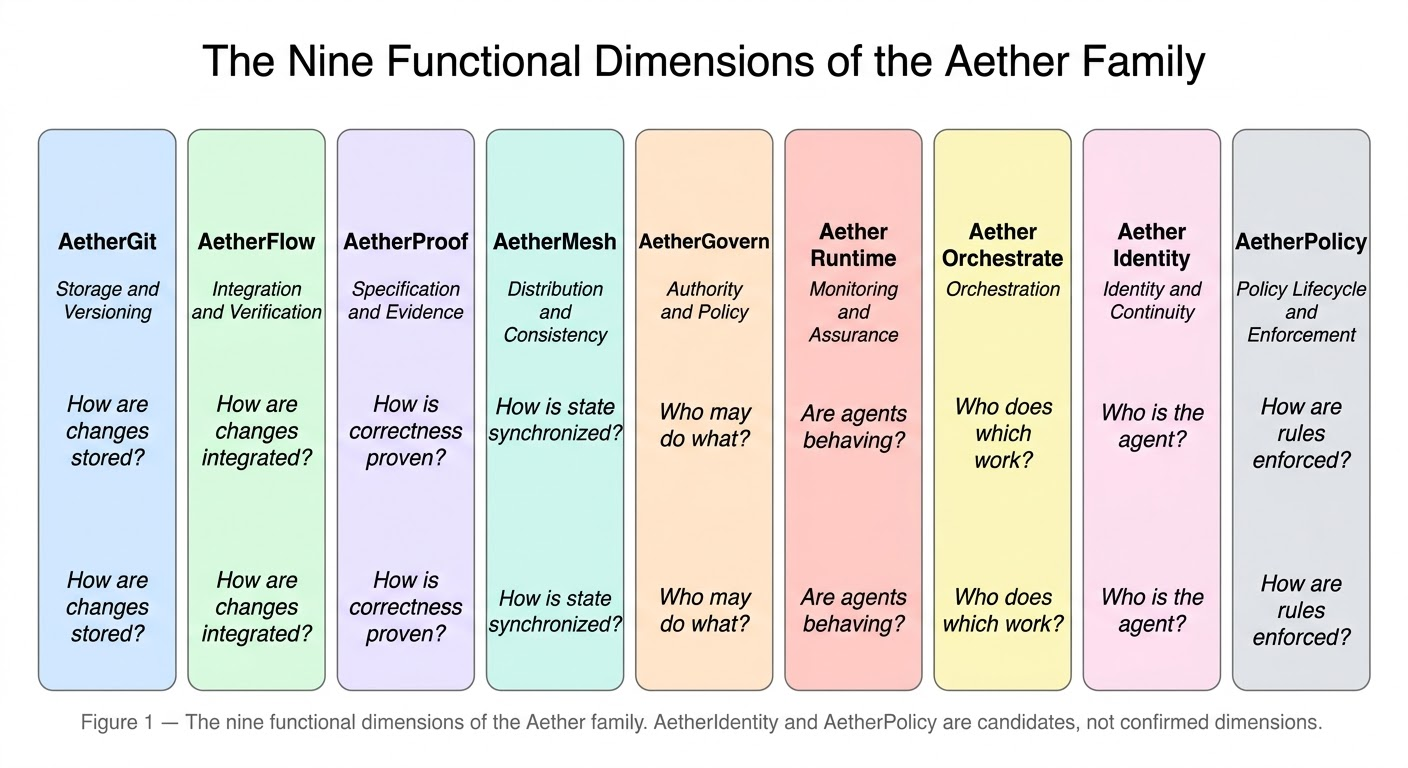 The Nine Functional Dimensions of the Aether Family
AetherGit
Storage and
Versioning
How are
changes
stored?
How are
changes
stored?
AetherFlow
Integration
and Verification
How are
changes
integrated?
How are
changes
integrated?
AetherProof
Specification
and Evidence
How is
correctness
proven?
How is
correctness
proven?
AetherMesh
Distribution
and
Consistency
How is state
synchronized?
How is state
synchronized?
AetherGovern
Authority
and Policy
Who may
do what?
Who may
do what?
Aether
Runtime
Monitoring
and
Assurance
Are agents
behaving?
Are agents
behaving?
Aether
Orchestrate
Orchestration
Who does
which
work?
Who does
which work?
Aether
Identity
Identity and
Continuity
Who is the
agent?
Who is the
agent?
AetherPolicy
Policy Lifecycle
and
Enforcement
How are
rules
enforced?
How are
rules
enforced?
Figure 1 — The nine functional dimensions of the Aether family. AetherIdentity and AetherPolicy are candidates, not confirmed dimensions.